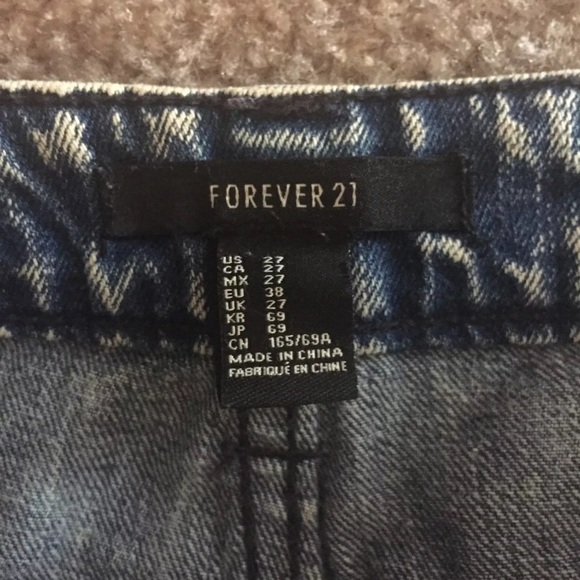 FOREVER 21
US 27
CA 27
MX 27
EU 38
UK 27
KR 69
JP 69
CN 165/69A
MADE IN CHINA
FABRIQUÉ EN CHINE